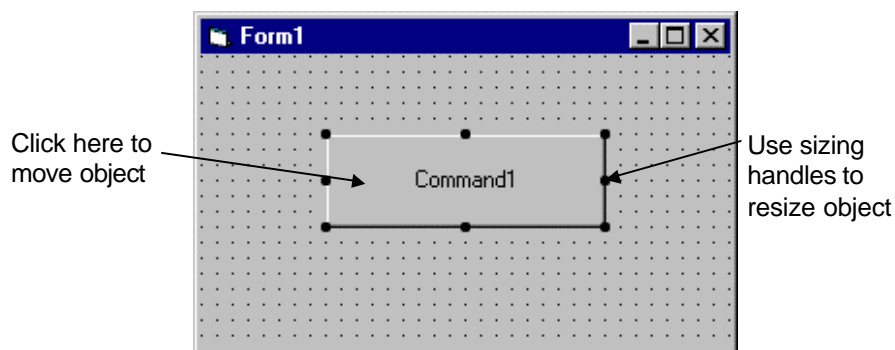 Form1
Click here to
move object
Command1
Use sizing
handles to
resize object